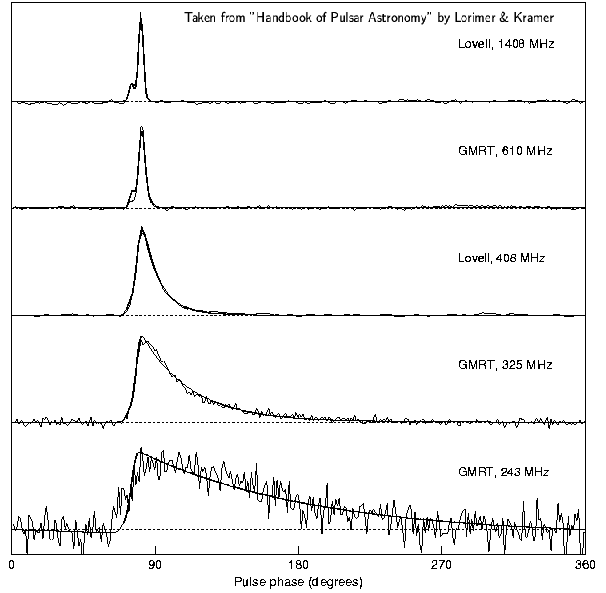 Taken from "Handbook of Pulsar Astronomy" by Lorimer & Kramer
Lovell, 1408 MHz
GMRT, 610 MHz
Lovell, 408 MHz
GMRT, 325 MHz
GMRT, 243 MHz
0 90 180 270 360
Pulse phase (degrees)